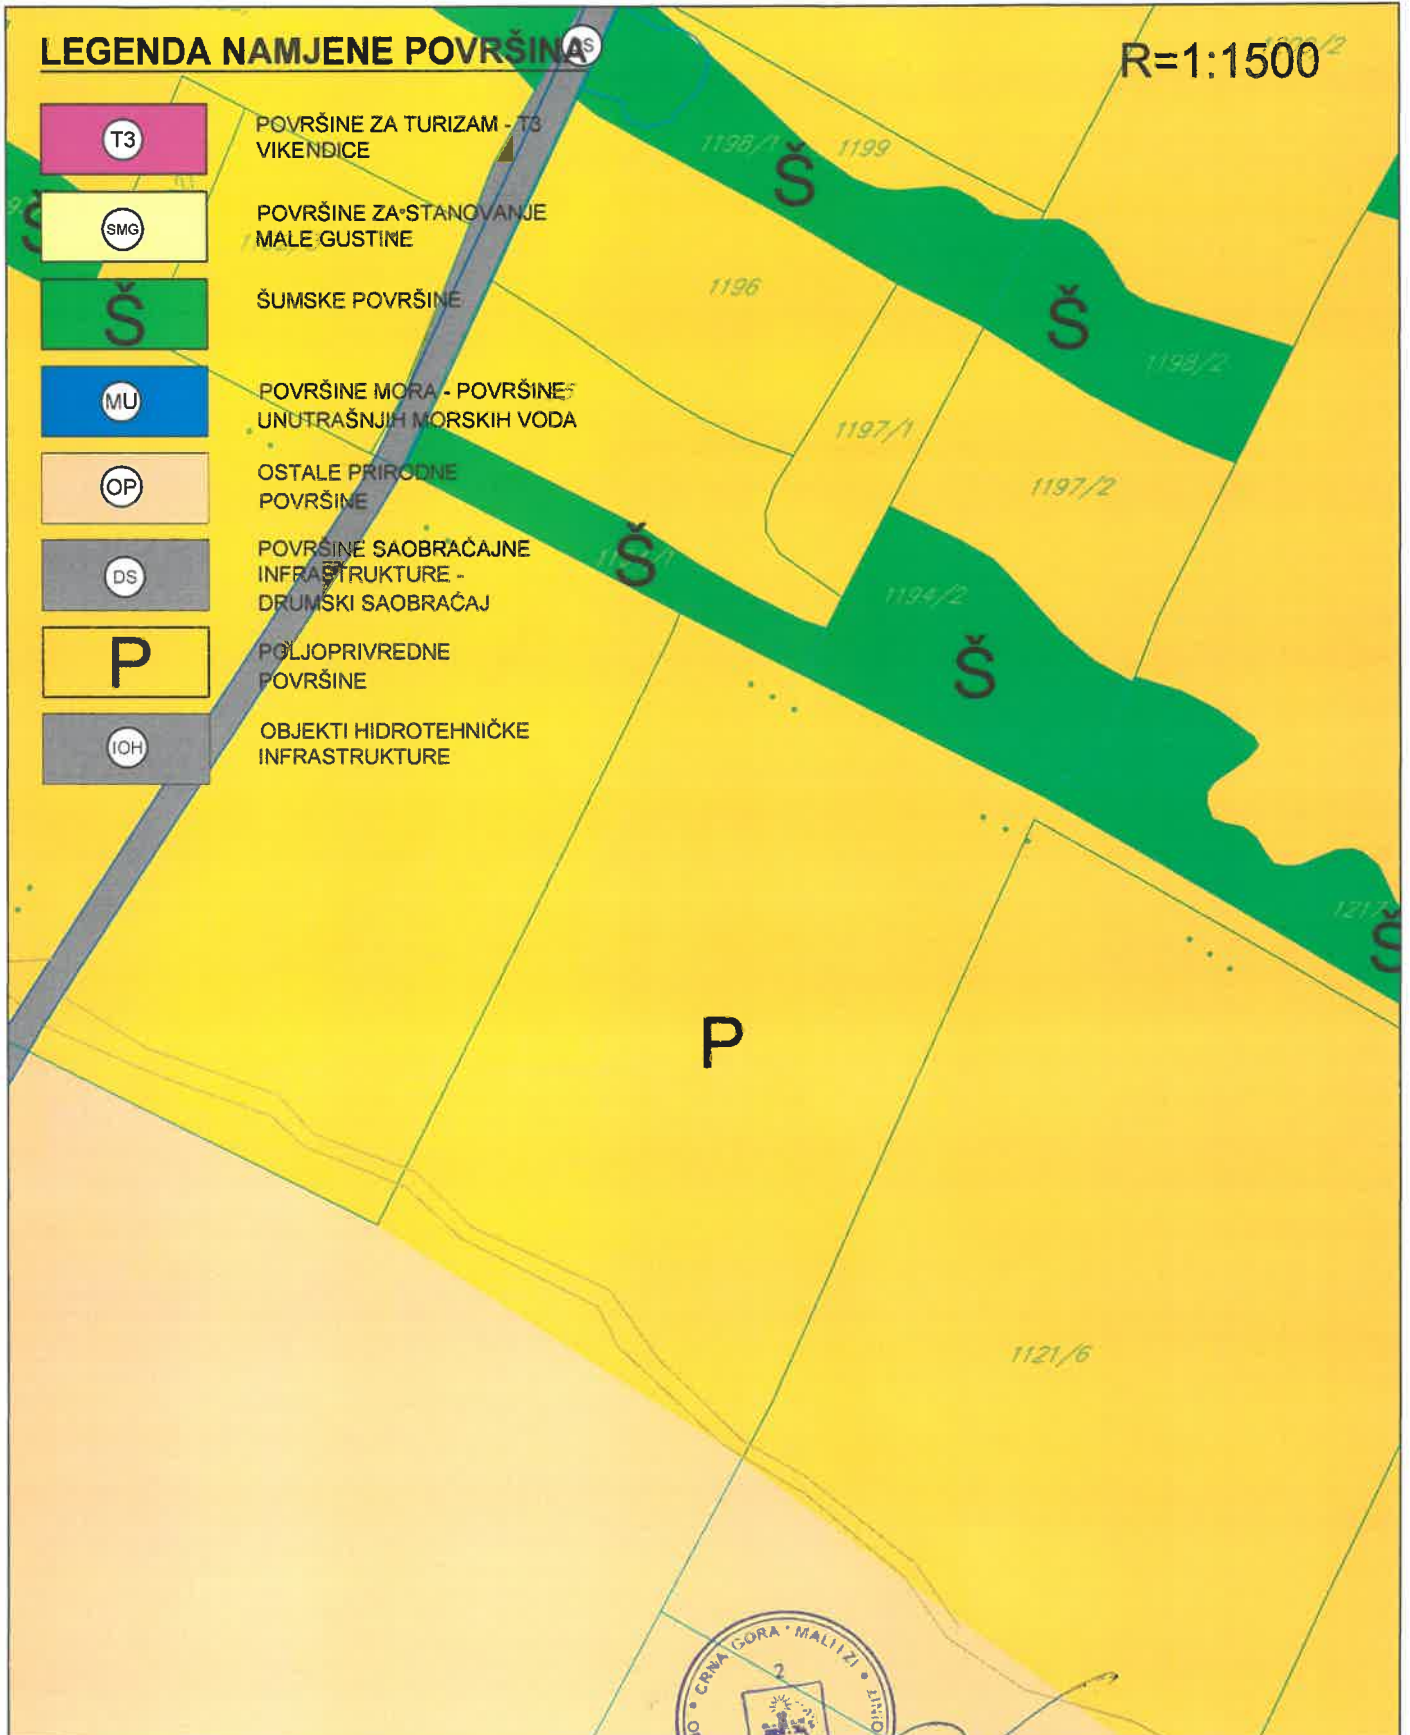 LEGENDA NAMJENE POVRŠINA
R=1:1500
T3
POVRŠINE ZA TURIZAM - T3
VIKENDICE
SMG
POVRŠINE ZA STANOVANJE
MALE GUSTINE
Š
ŠUMSKE POVRŠINE
MU
POVRŠINE MORA - POVRŠINE
UNUTRAŠNJIH MORSKIH VODA
OP
OSTALE PRIRODNE
POVRŠINE
DS
POVRŠINE SAOBRAĆAJNE
INFRASTRUKTURE -
DRUMSKI SAOBRAĆAJ
P
POLJOPRIVREDNE
POVRŠINE
IOH
OBJEKTI HIDROTEHNIČKE
INFRASTRUKTURE
Š
1198/1
1199
Š
1196
Š
1198/2
1197/1
1197/2
Š
1194/2
Š
1217
Š
P
1121/6
CRNA GORA • MALI IZI
2